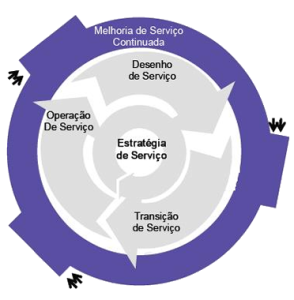 Melhoria de Serviço
Continuada
Desenho
de Serviço
Operação
De Serviço
Estratégia
de Serviço
Transição
de Serviço